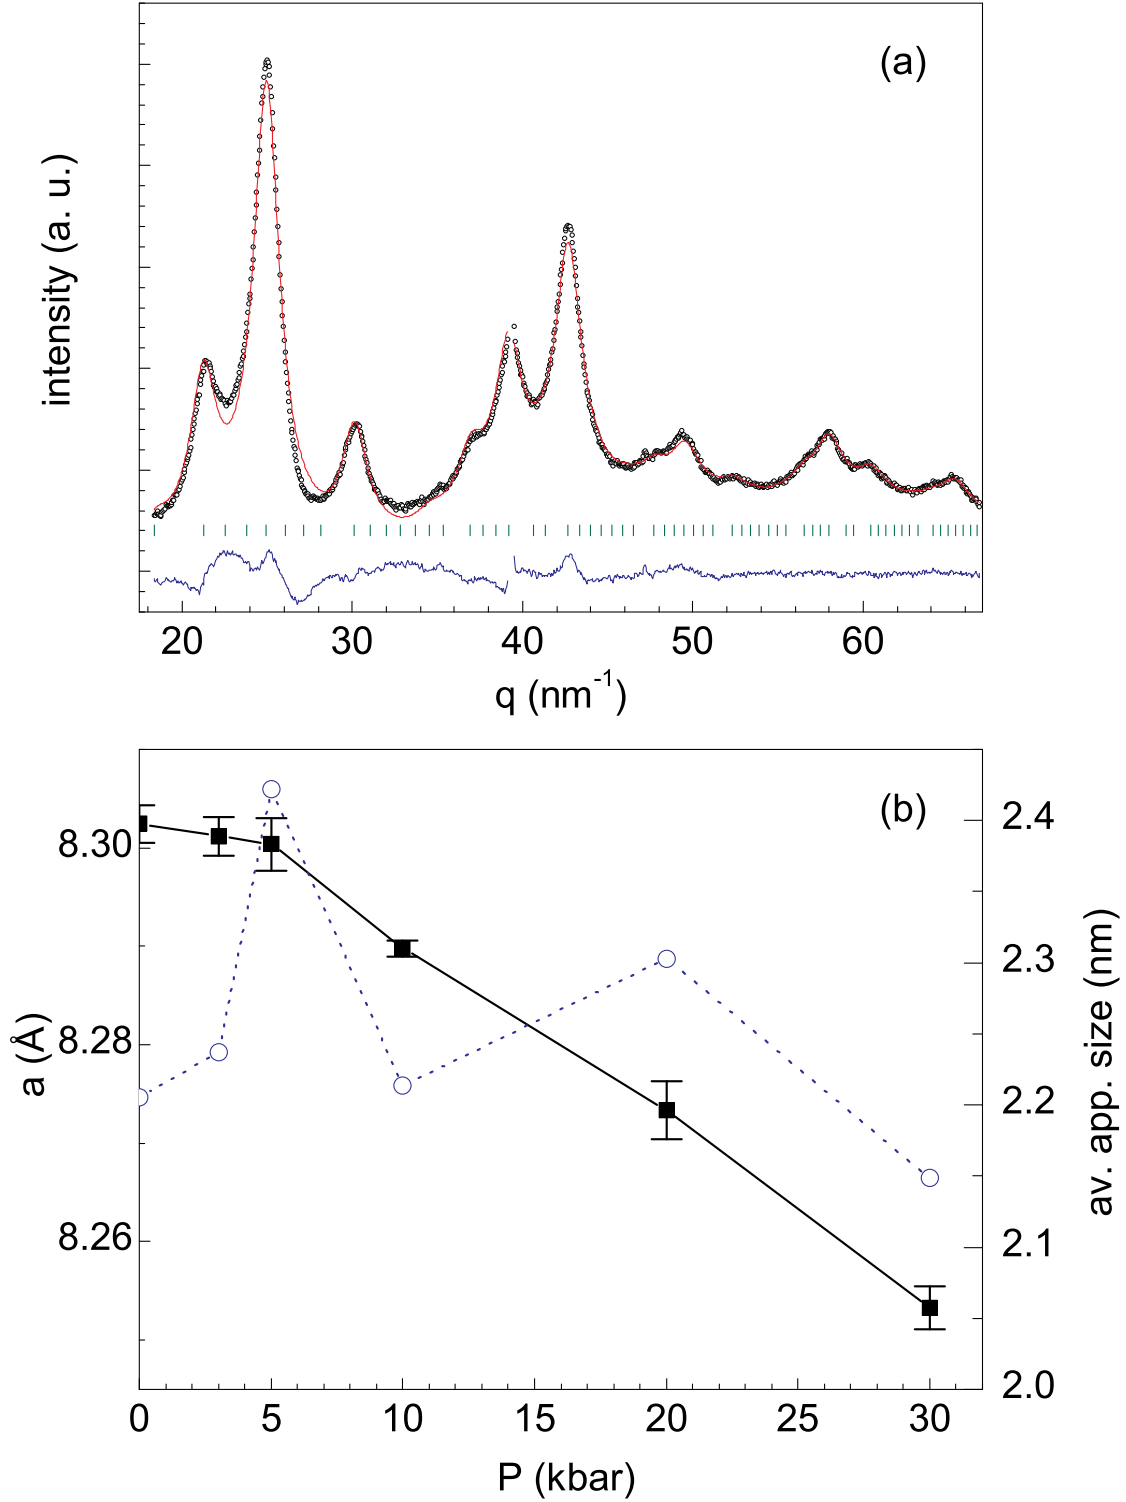 (a)
intensity (a. u.)
20 30 40 50 60
q (nm⁻¹)
(b)
8.30
8.28
8.26
a (Å)
2.4
2.3
2.2
2.1
2.0
av. app. size (nm)
0 5 10 15 20 25 30
P (kbar)